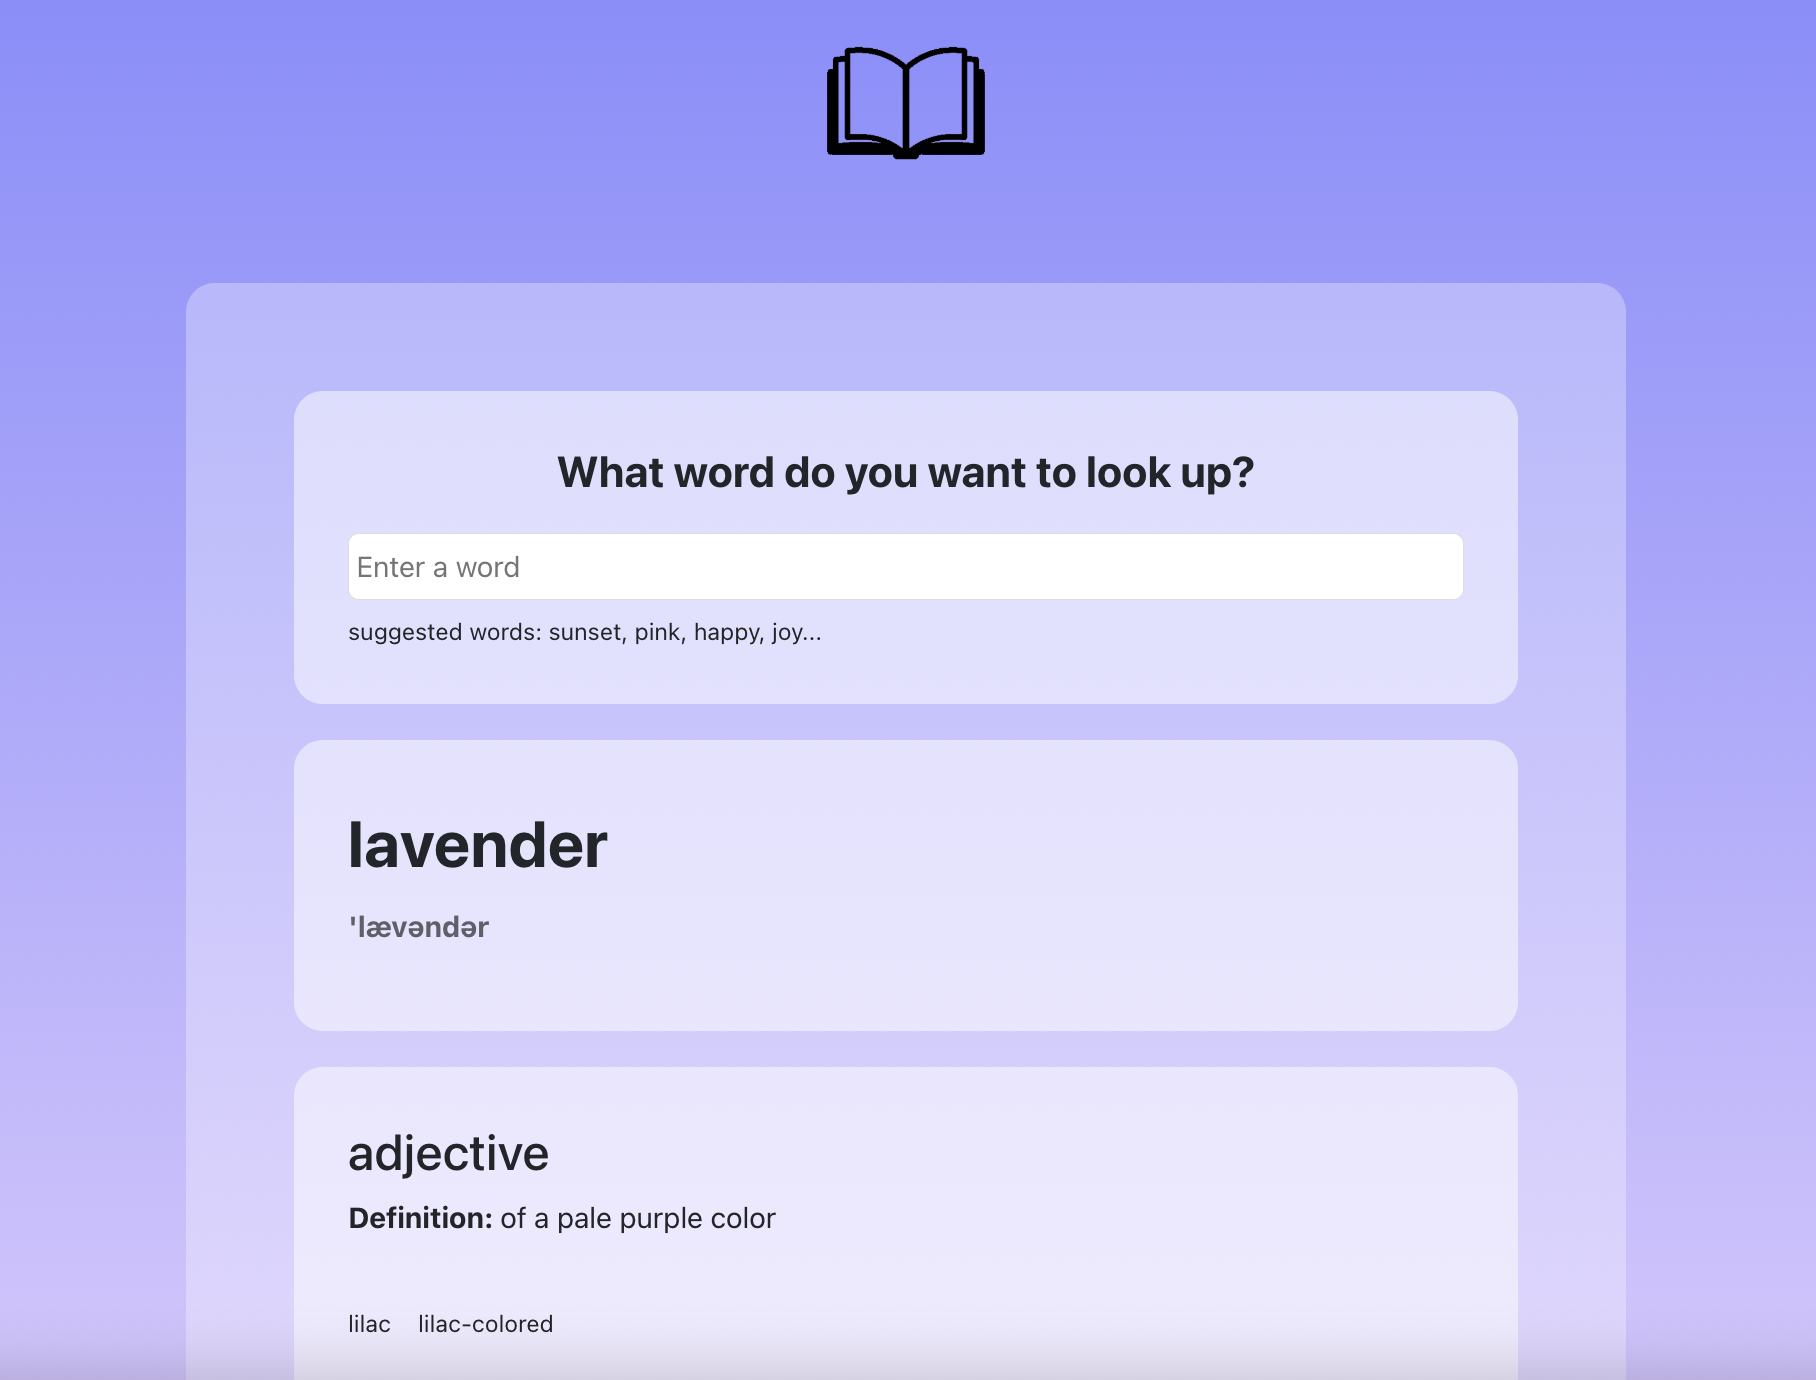 What word do you want to look up?
Enter a word
suggested words: sunset, pink, happy, joy...
lavender
'lævəndər
adjective
Definition: of a pale purple color
lilac lilac-colored